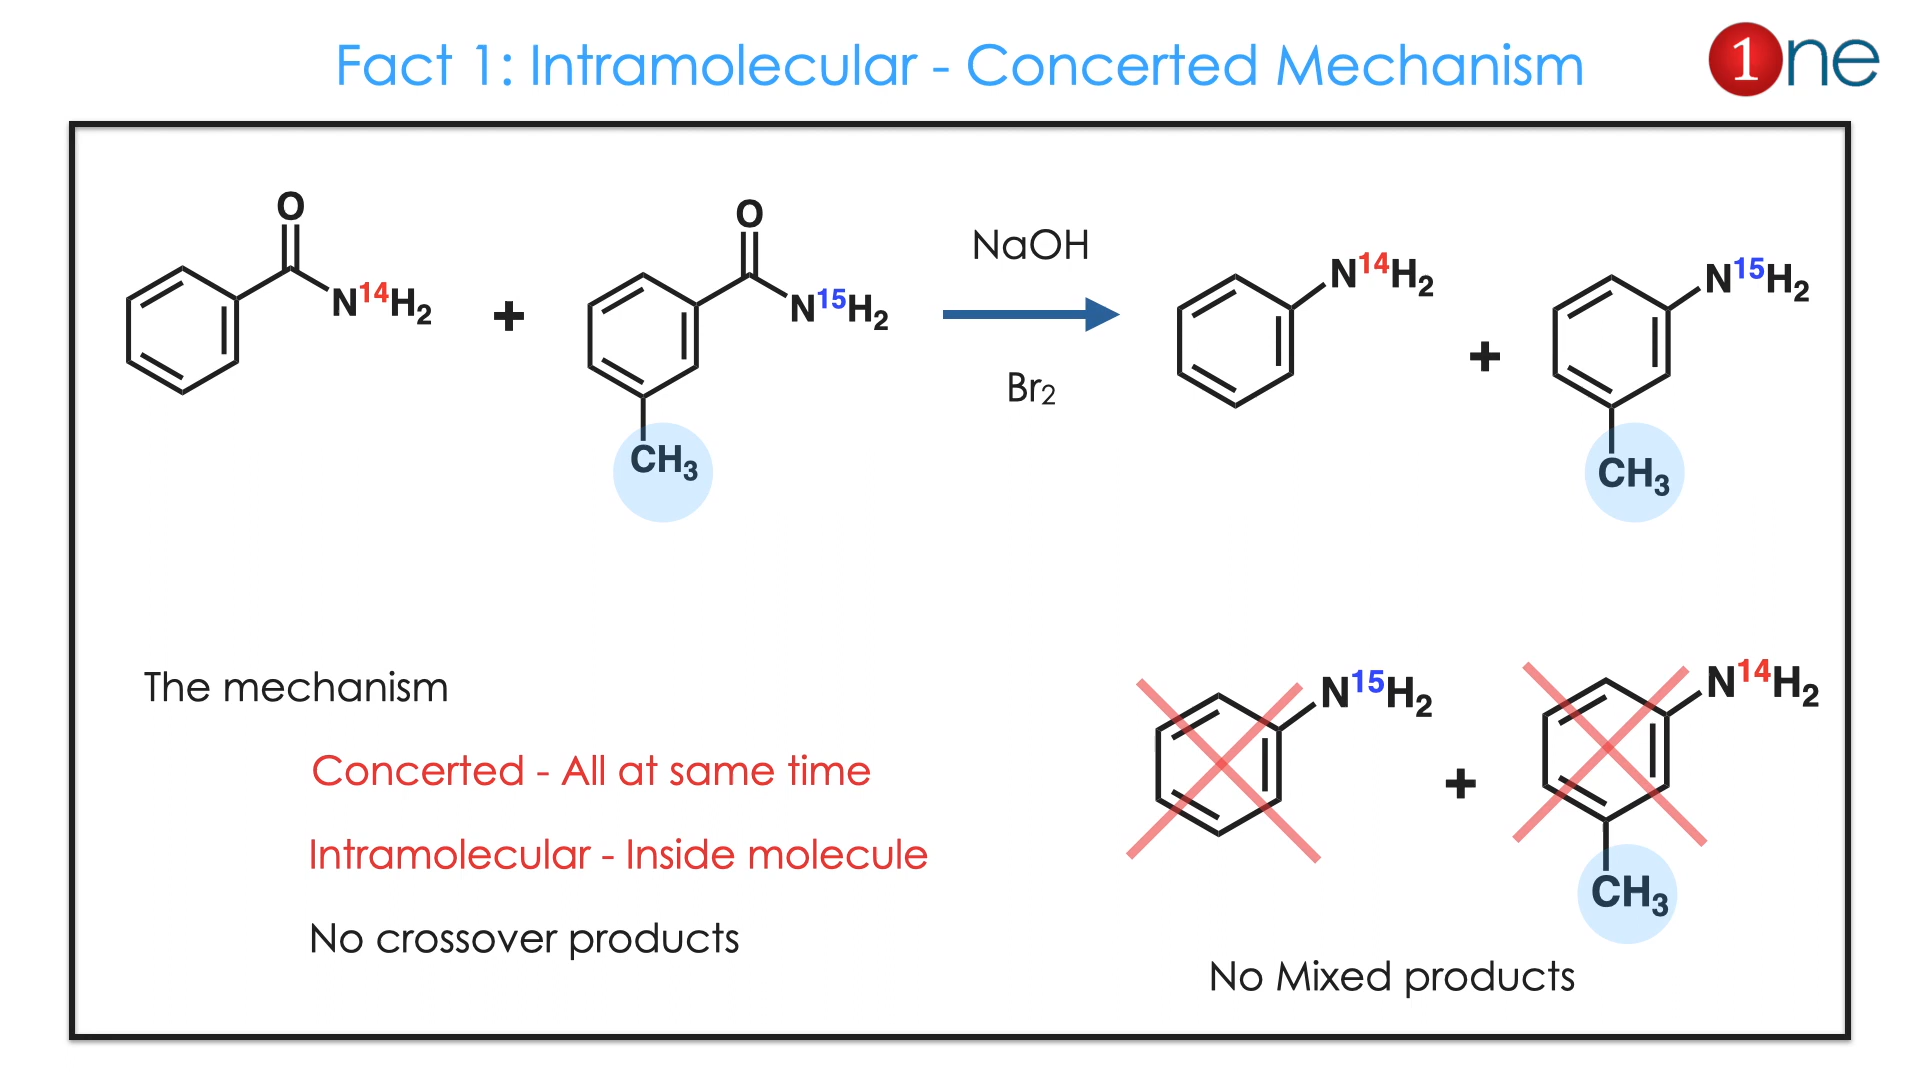 Fact 1: Intramolecular - Concerted Mechanism
1ne
O
N14H2
+
O
N15H2
CH3
NaOH
Br2
N14H2
+
N15H2
CH3
The mechanism
Concerted - All at same time
Intramolecular - Inside molecule
No crossover products
N15H2
+
N14H2
CH3
No Mixed products